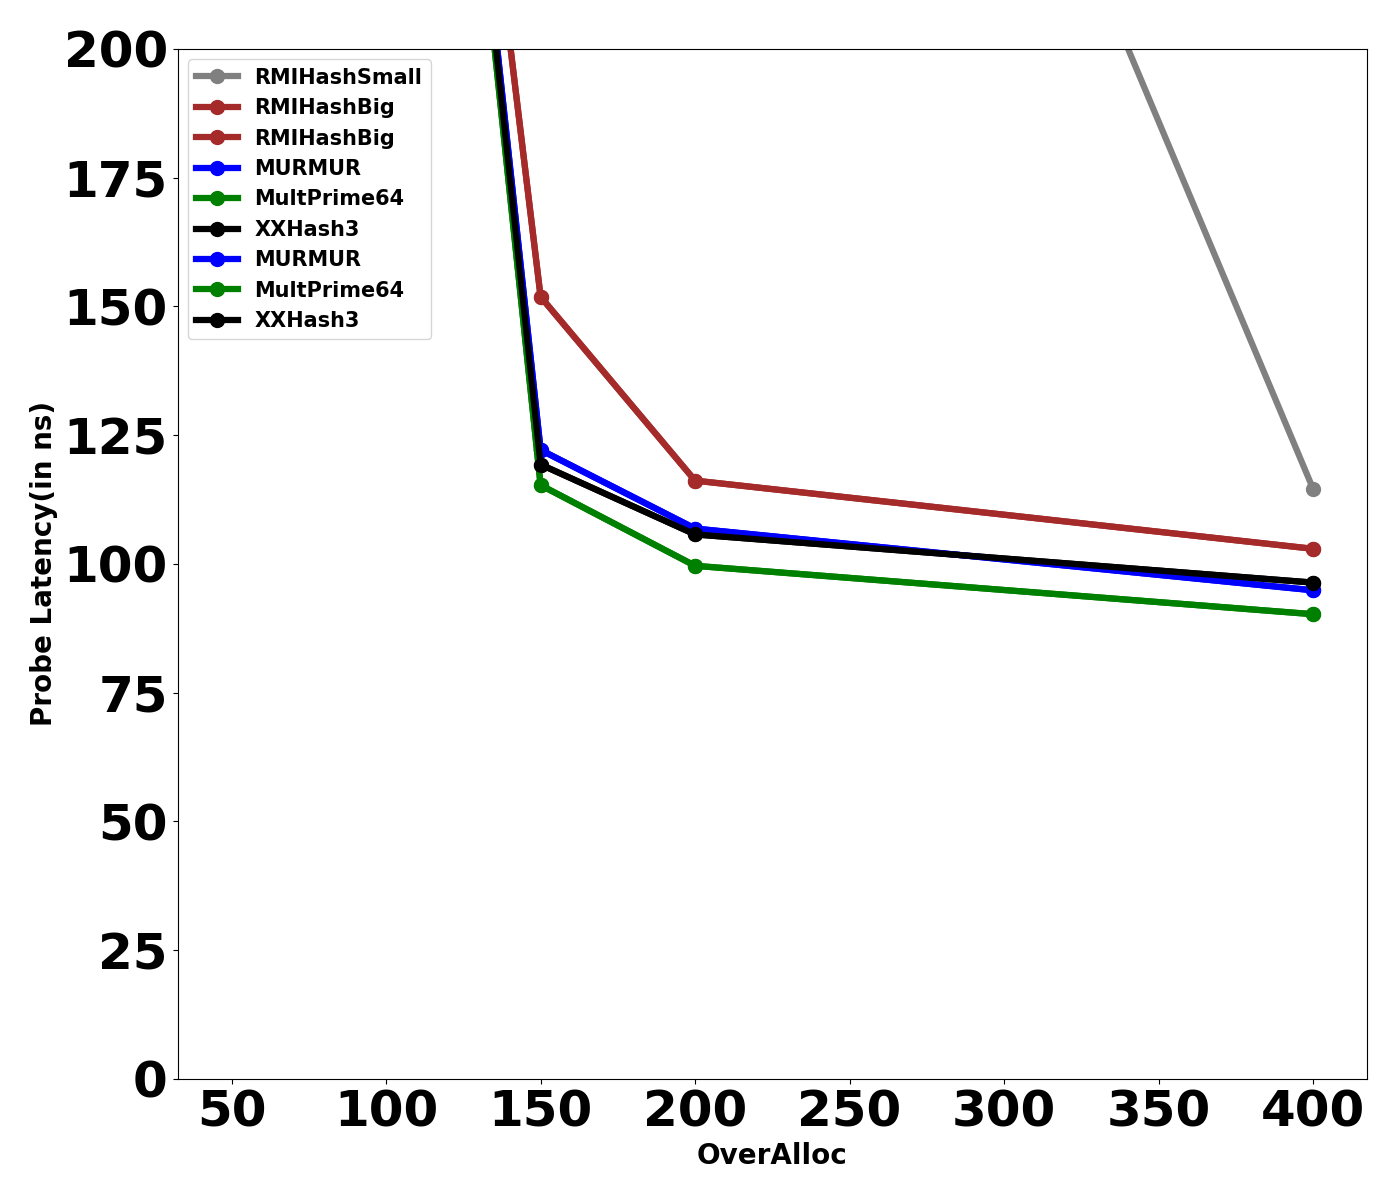 200
175
150
125
100
75
50
25
0
Probe Latency(in ns)
RMIHashSmall
RMIHashBig
RMIHashBig
MURMUR
MultPrime64
XXHash3
MURMUR
MultPrime64
XXHash3
50 100 150 200 250 300 350 400
OverAlloc